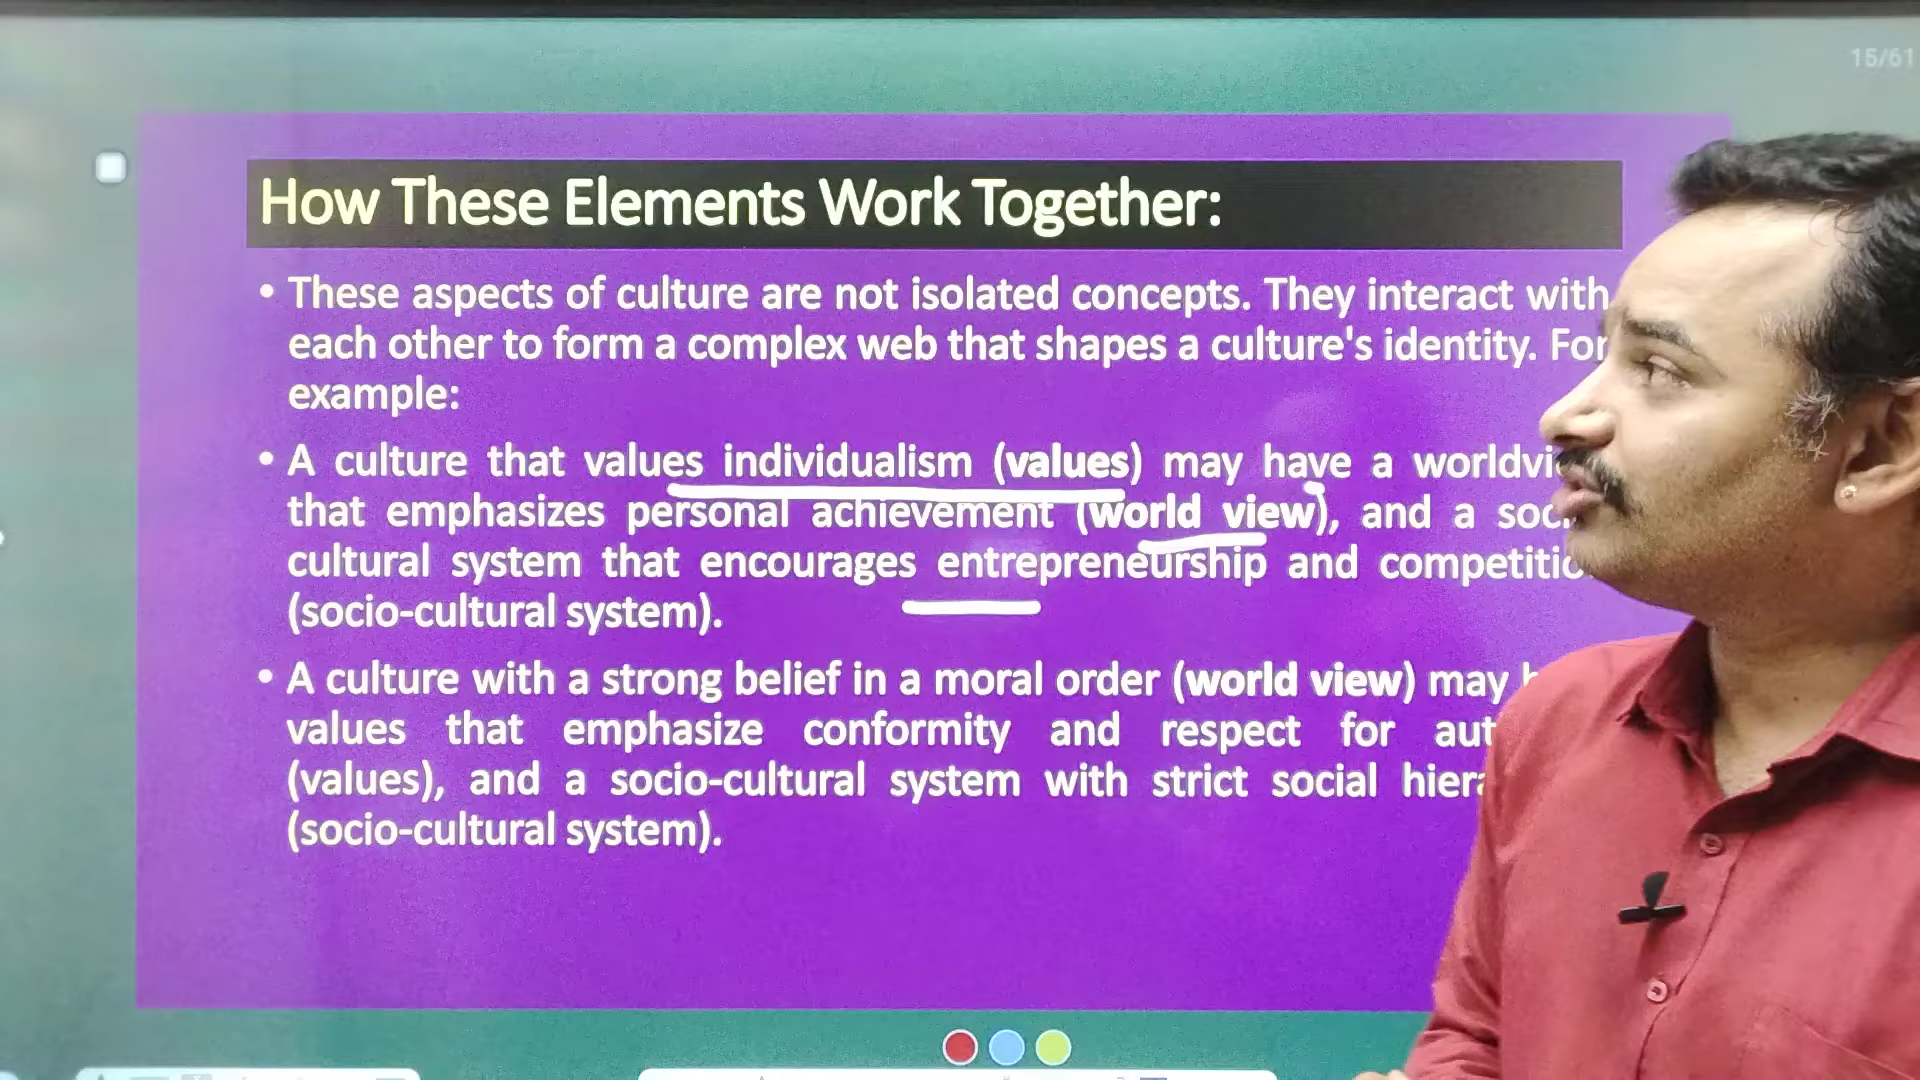 15/61
How These Elements Work Together:
• These aspects of culture are not isolated concepts. They interact with
each other to form a complex web that shapes a culture's identity. For
example:
• A culture that values individualism (values) may have a
that emphasizes personal achievement (world view), and a
cultural system that encourages entrepreneurship and
(socio-cultural system).
• A culture with a strong belief in a moral order (world view) may
values that emphasize conformity and respect for
(values), and a socio-cultural system with strict social
(socio-cultural system).